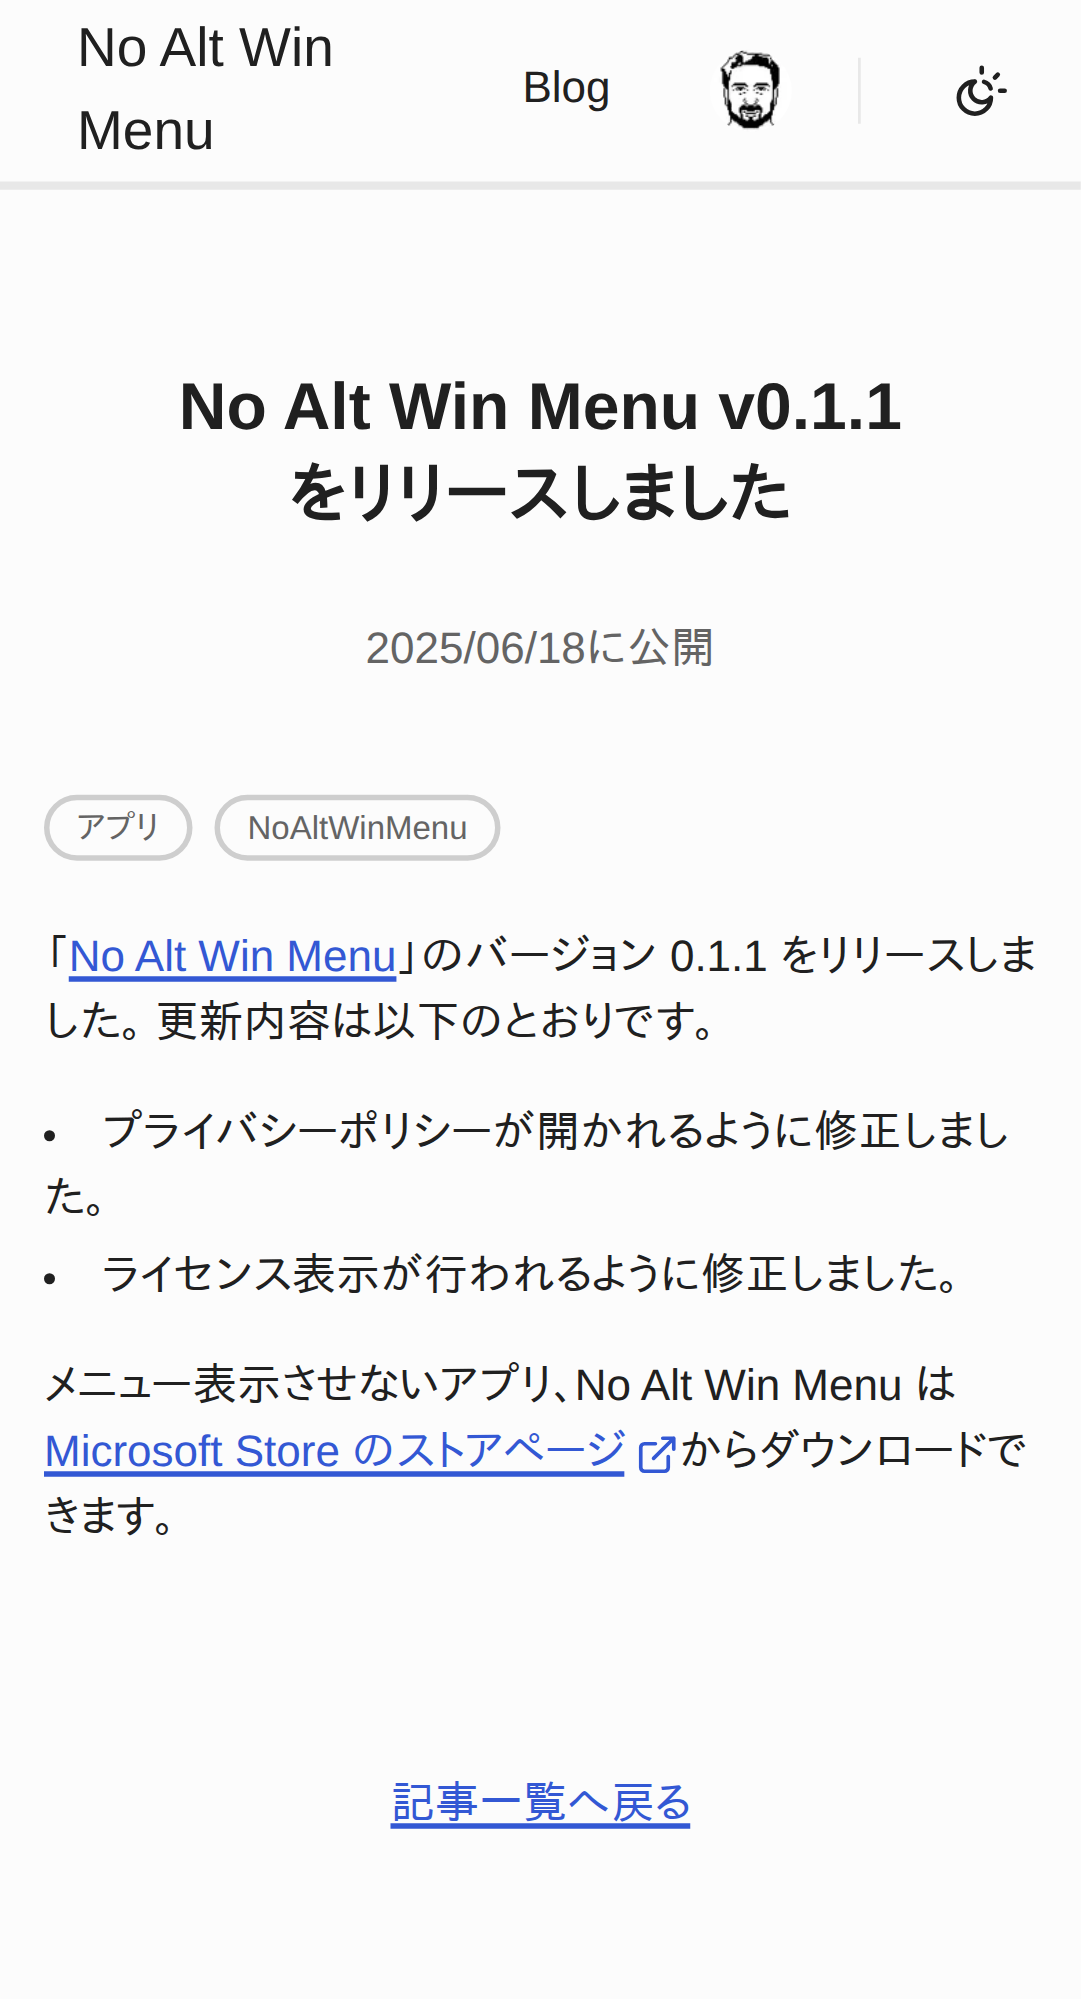 No Alt Win
Menu
Blog
No Alt Win Menu v0.1.1
をリリースしました
2025/06/18に公開
アプリ
NoAltWinMenu
「No Alt Win Menu」のバージョン 0.1.1 をリリースしま
した。更新内容は以下のとおりです。
• プライバシーポリシーが開かれるように修正しまし
た。
• ライセンス表示が行われるように修正しました。
メニュー表示させないアプリ、No Alt Win Menu は
Microsoft Store のストアページからダウンロードで
きます。
記事一覧へ戻る